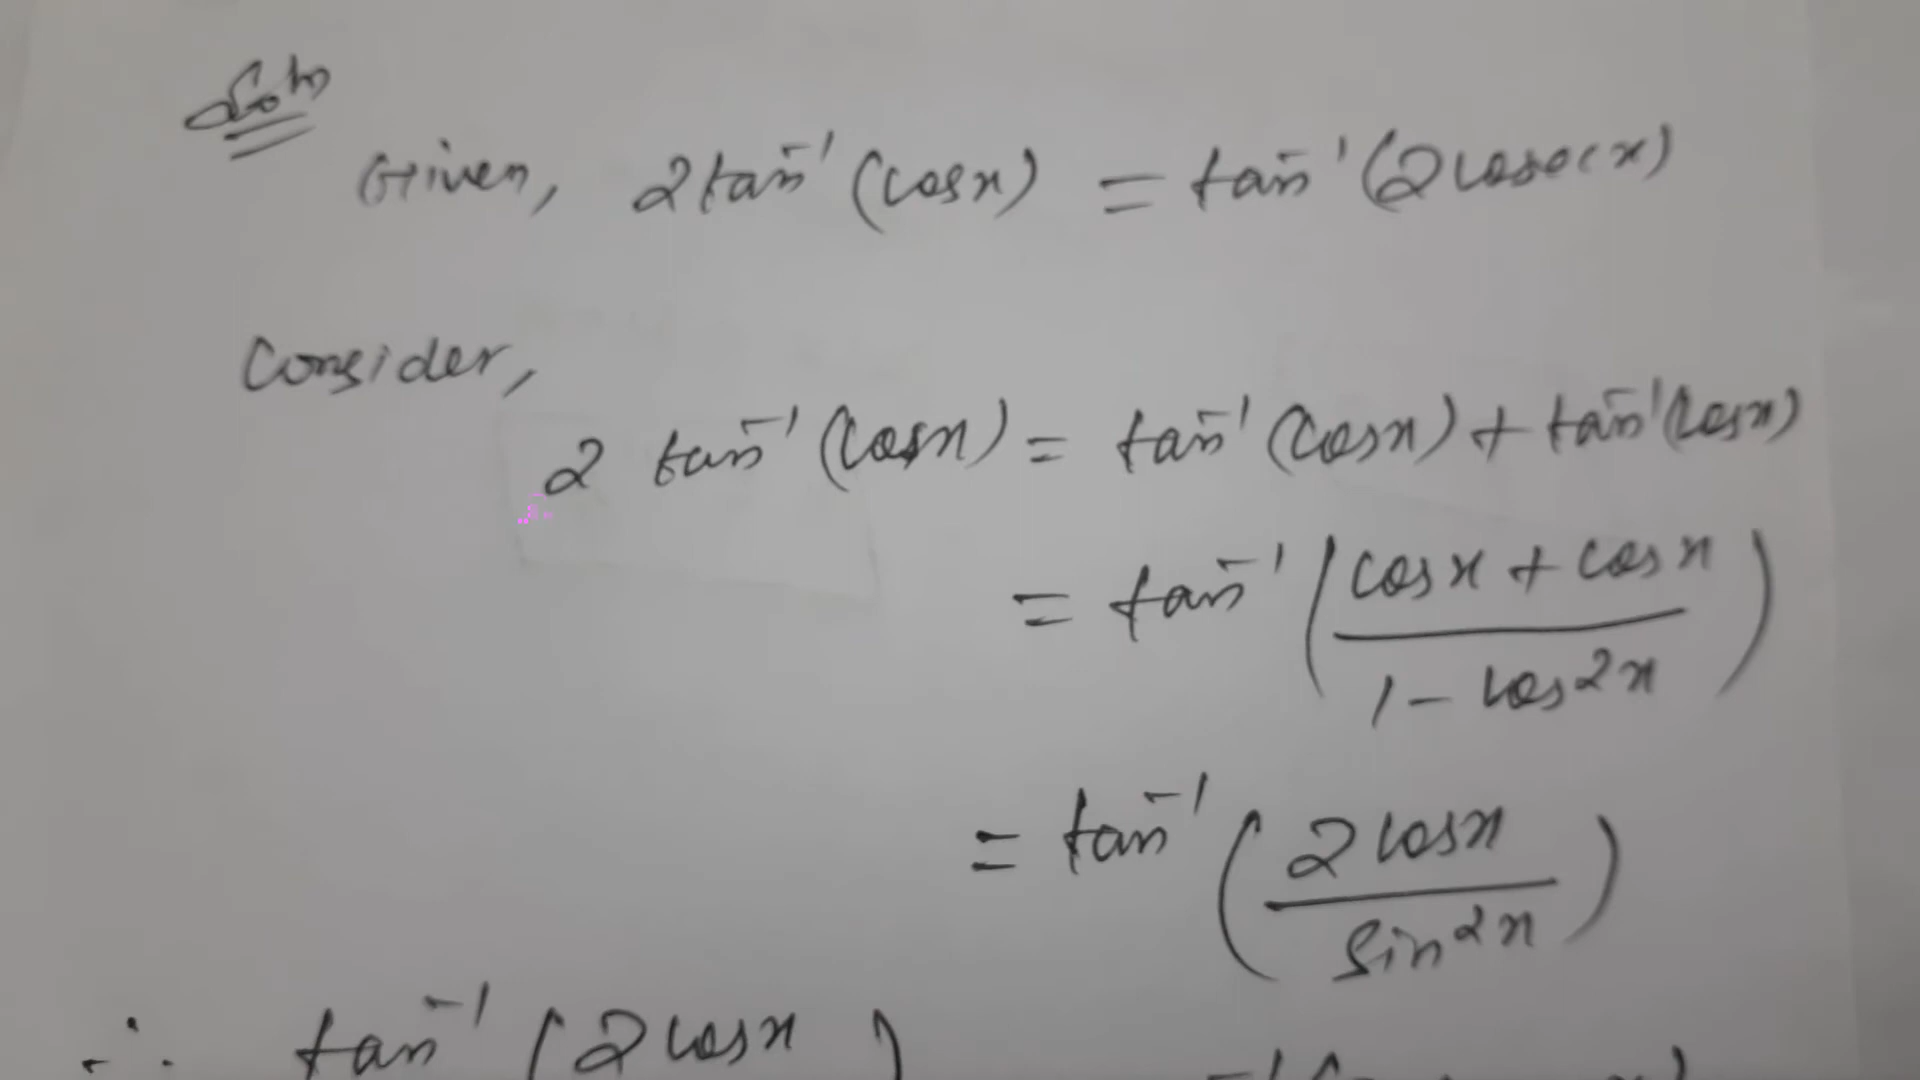 Soln
Given, 2tan⁻¹(cosx) = tan⁻¹(2cosecx)
Consider,
2 tan⁻¹(cosx) = tan⁻¹(cosx) + tan⁻¹(cosx)
= tan⁻¹(cosx + cosx / 1 - cos²x)
= tan⁻¹(2cosx / sin²x)
∴ tan⁻¹(2cosx )